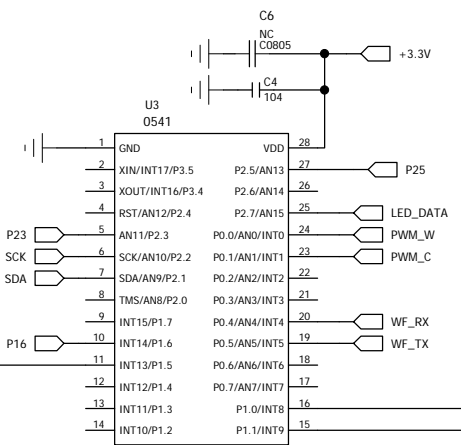 C6
NC
C0805
+3.3V
C4
104
U3
0541
1 GND VDD 28
2 XIN/INT17/P3.5 P2.5/AN13 27 P25
3 XOUT/INT16/P3.4 P2.6/AN14 26
4 RST/AN12/P2.4 P2.7/AN15 25 LED_DATA
P23 5 AN11/P2.3 P0.0/AN0/INT0 24 PWM_W
SCK 6 SCK/AN10/P2.2 P0.1/AN1/INT1 23 PWM_C
SDA 7 SDA/AN9/P2.1 P0.2/AN2/INT2 22
8 TMS/AN8/P2.0 P0.3/AN3/INT3 21
9 INT15/P1.7 P0.4/AN4/INT4 20 WF_RX
P16 10 INT14/P1.6 P0.5/AN5/INT5 19 WF_TX
11 INT13/P1.5 P0.6/AN6/INT6 18
12 INT12/P1.4 P0.7/AN7/INT7 17
13 INT11/P1.3 P1.0/INT8 16
14 INT10/P1.2 P1.1/INT9 15